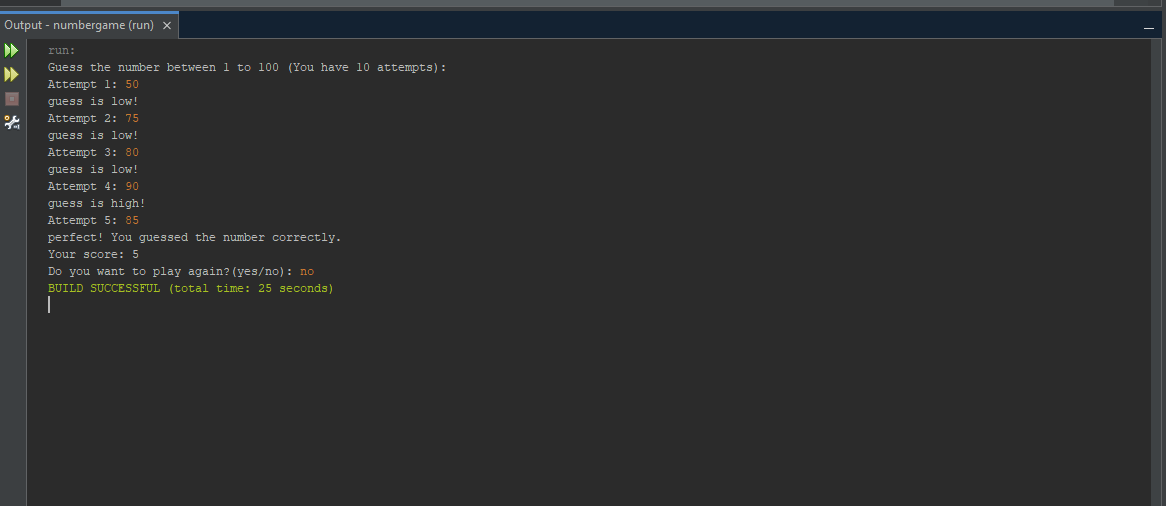 Output - numbergame (run)
run:
Guess the number between 1 to 100 (You have 10 attempts):
Attempt 1: 50
guess is low!
Attempt 2: 75
guess is low!
Attempt 3: 80
guess is low!
Attempt 4: 90
guess is high!
Attempt 5: 85
perfect! You guessed the number correctly.
Your score: 5
Do you want to play again?(yes/no): no
BUILD SUCCESSFUL (total time: 25 seconds)